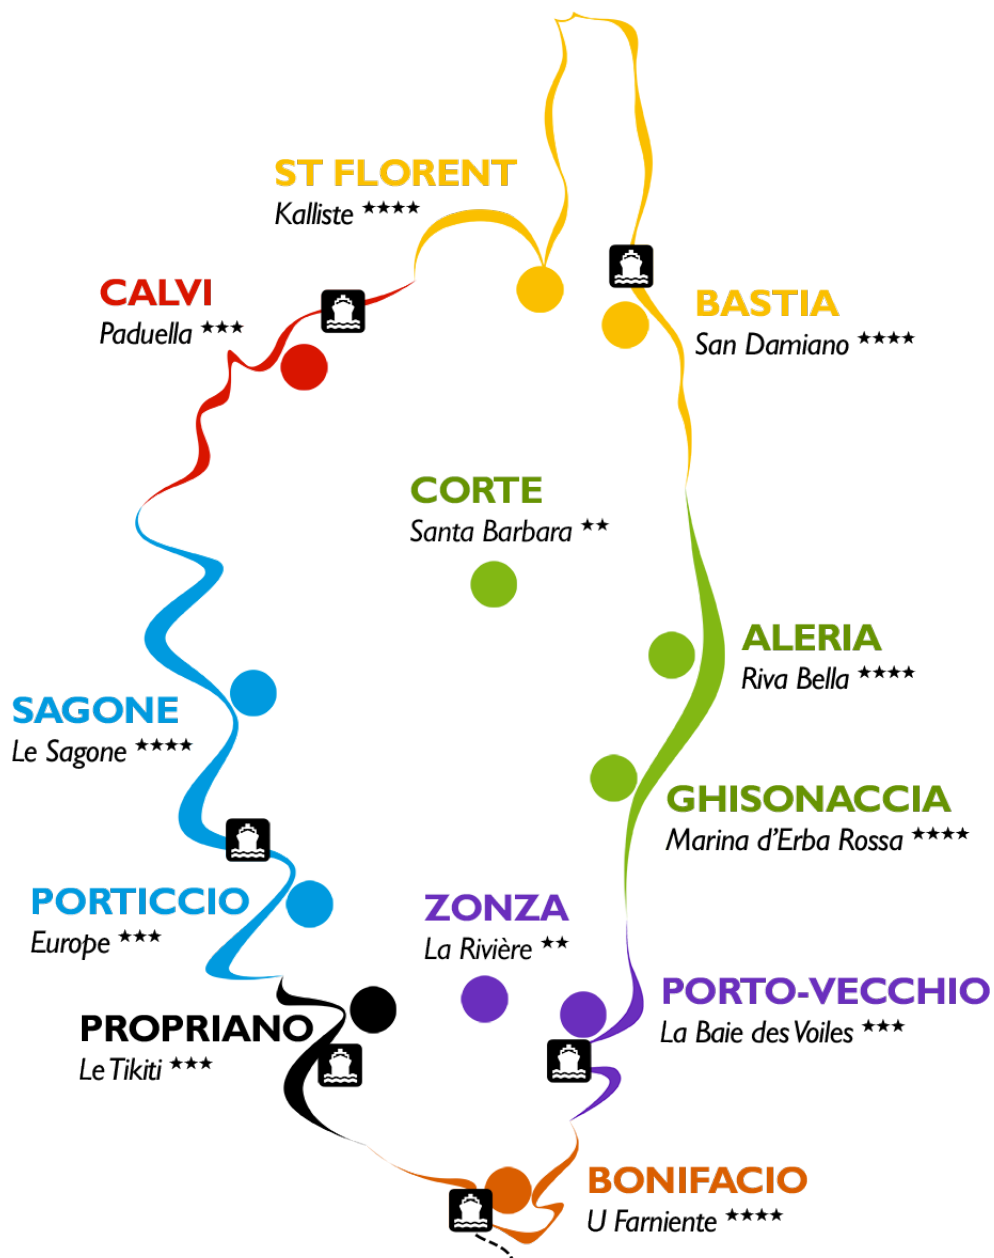 ST FLORENT
Kalliste ★★★★
CALVI
Paduella ★★★
BASTIA
San Damiano ★★★★
CORTE
Santa Barbara ★★
ALERIA
Riva Bella ★★★★
SAGONE
Le Sagone ★★★★
GHISONACCIA
Marina d'Erba Rossa ★★★★
PORTICCIO
Europe ★★★
ZONZA
La Rivière ★★
PORTO-VECCHIO
La Baie des Voiles ★★★
PROPRIANO
Le Tikiti ★★★
BONIFACIO
U Farniente ★★★★